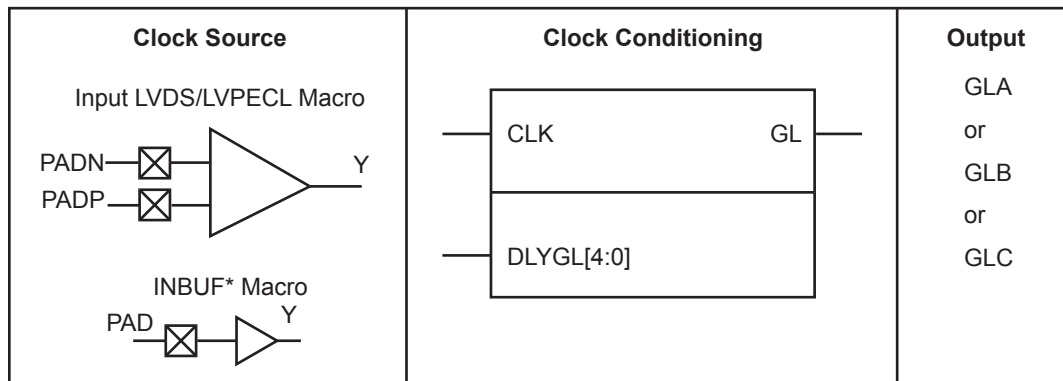 Clock Source
Input LVDS/LVPECL Macro
PADN
PADP
Y
INBUF* Macro
PAD
Y
Clock Conditioning
CLK
GL
DLYGL[4:0]
Output
GLA
or
GLB
or
GLC